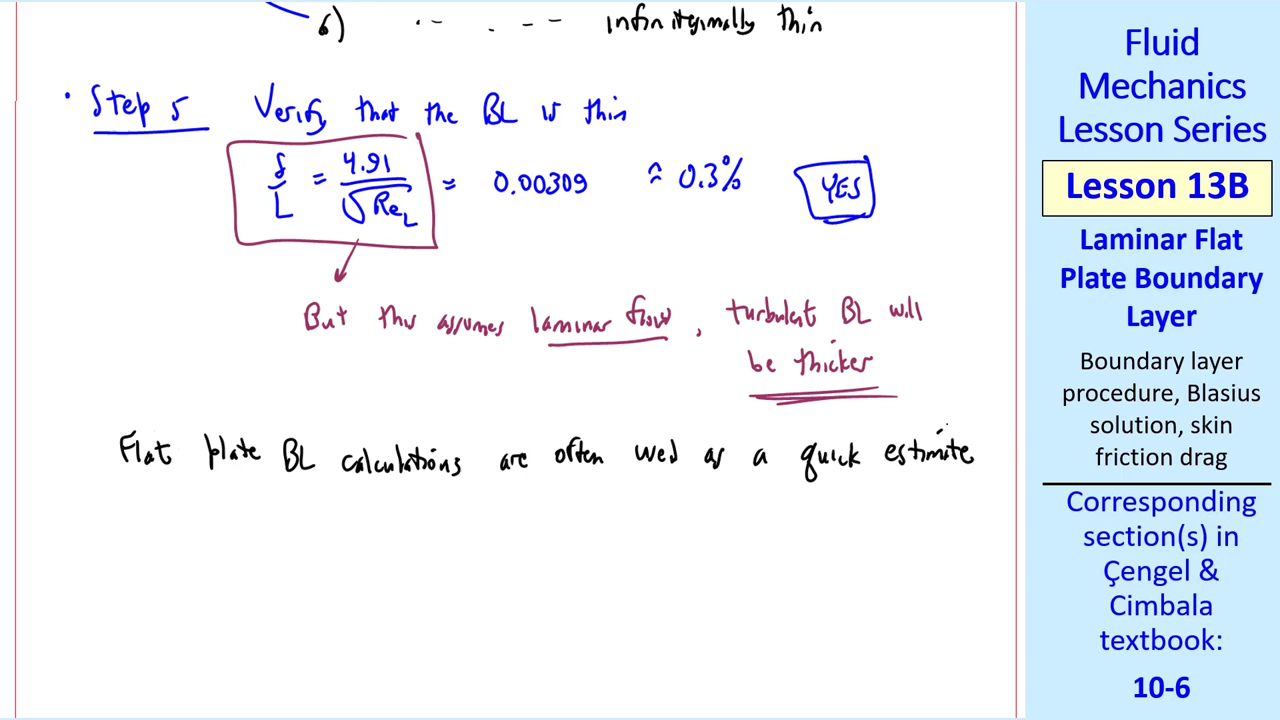 6) .- . - -- infinitesimally thin
• Step 5 Verify that the BL is thin
δ/L = 4.91/√Re_L = 0.00309 ≈ 0.3% YES
But this assumes laminar flow, turbulent BL will
be thicker
Flat plate BL calculations are often used as a quick estimate
Fluid
Mechanics
Lesson Series
Lesson 13B
Laminar Flat
Plate Boundary
Layer
Boundary layer
procedure, Blasius
solution, skin
friction drag
Corresponding
section(s) in
Çengel &
Cimbala
textbook:
10-6